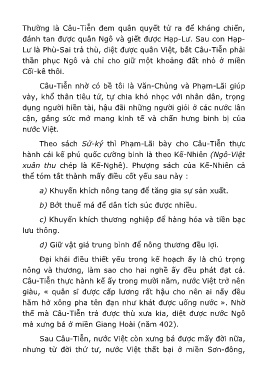 Thường là Câu-Tiễn đem quân quyết tử ra để kháng chiến,
đánh tan được quân Ngô và giết được Hạp-Lư. Sau con Hạp-
Lư là Phù-Sai trả thù, diệt được quân Việt, bắt Câu-Tiễn phải
thần phục Ngô và chỉ cho giữ một khoảng đất nhỏ ở miền
Cối-kê thôi.
Câu-Tiễn nhờ có bề tôi là Văn-Chủng và Phạm-Lãi giúp
vày, khổ thân tiêu tứ, tự chia khó nhọc với nhân dân, trọng
dụng người hiền tài, hậu đãi những người giỏi ở các nước lân
cận, gắng sức mở mang kinh tế và chấn hưng binh bị của
nước Việt.
Theo sách Sử-ký thì Phạm-Lãi bày cho Câu-Tiễn thực
hành cái kế phú quốc cường binh là theo Kế-Nhiên (Ngô-Việt
xuân thu chép là Kế-Nghê). Phượng sách của Kế-Nhiên có
thể tóm tắt thành mấy điều cốt yếu sau này :
a) Khuyến khích nông tang để tăng gia sự sản xuất.
b) Bớt thuế má để dân tích súc được nhiều.
c) Khuyến khích thương nghiệp để hàng hóa và tiền bạc
lưu thông.
d) Giữ vật giá trung bình để nông thương đều lợi.
Đại khái điều thiết yếu trong kế hoạch ấy là chú trọng
nông và thương, làm sao cho hai nghề ấy đều phát đạt cả.
Câu-Tiễn thực hành kế ấy trong mười năm, nước Việt trở nên
giàu, « quân sĩ được cấp lương rất hậu cho nên ai nấy đều
hăm hở xông pha tên đạn như khát được uống nước ». Nhờ
thế mà Câu-Tiễn trả được thù xưa kia, diệt được nước Ngô
mà xưng bá ở miền Giang Hoài (năm 402).
Sau Câu-Tiễn, nước Việt còn xưng bá được mấy đời nữa,
nhưng từ đời thứ tư, nước Việt thất bại ở miền Sơn-đông,